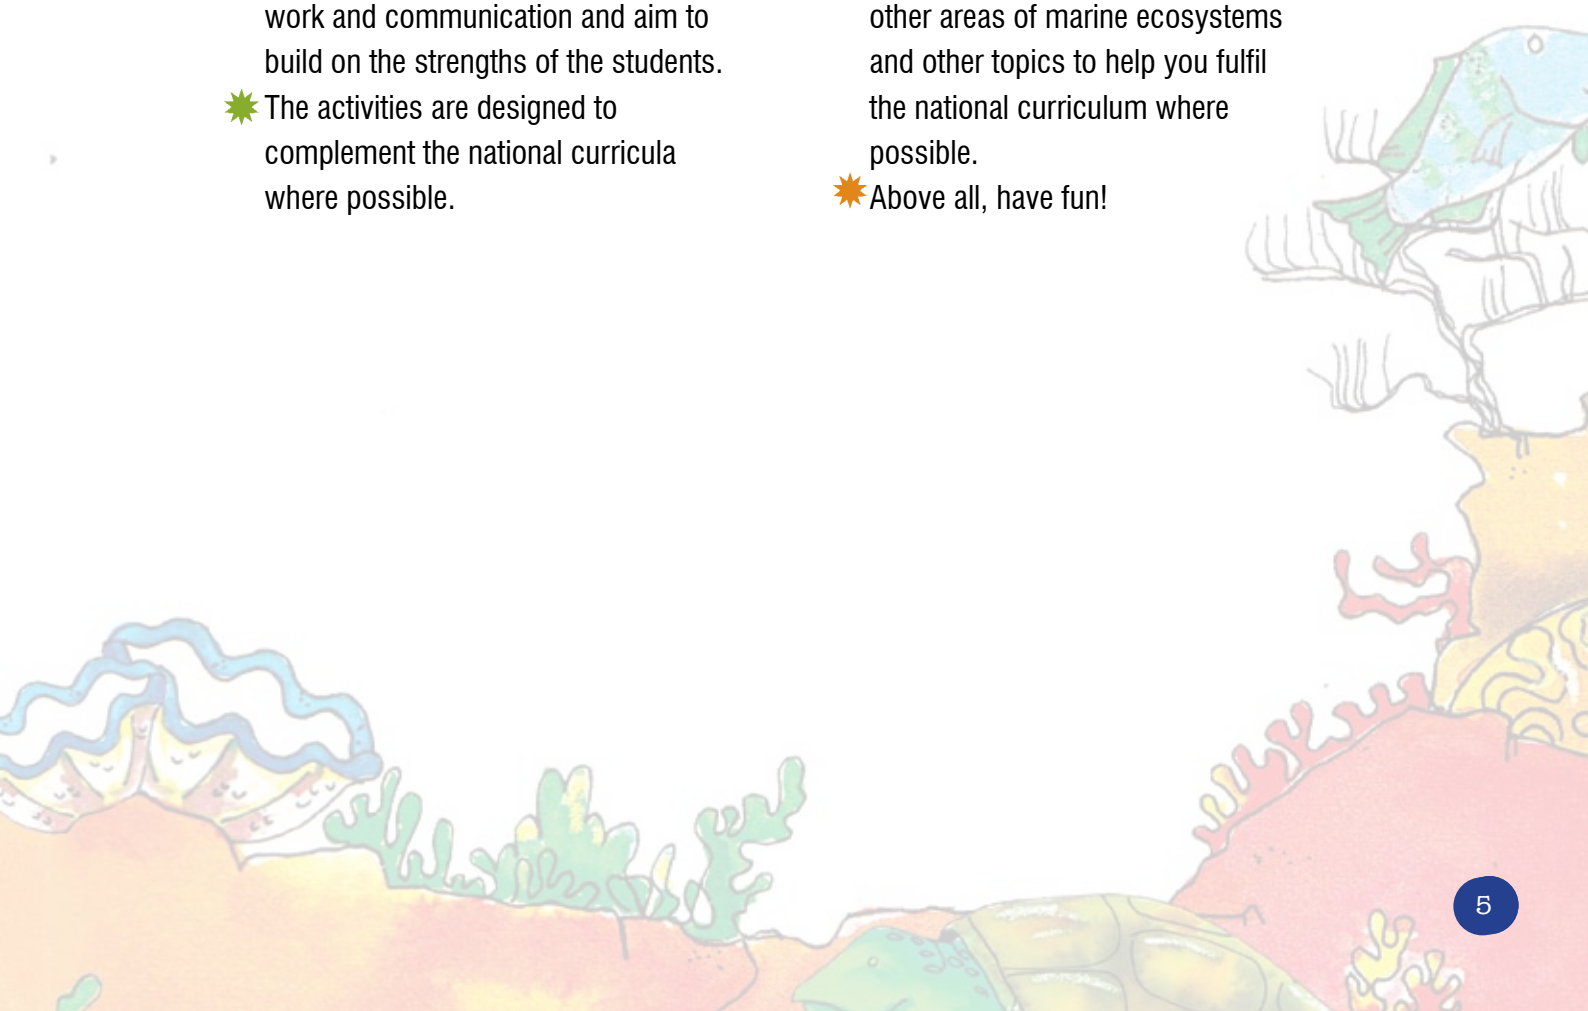 work and communication and aim to
build on the strengths of the students.
The activities are designed to
complement the national curricula
where possible.
other areas of marine ecosystems
and other topics to help you fulfil
the national curriculum where
possible.
Above all, have fun!
5